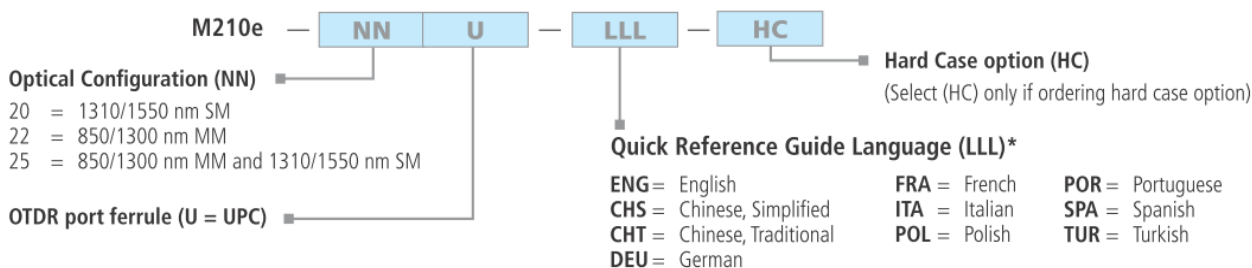 M210e — NN U — LLL — HC
Optical Configuration (NN)
20 = 1310/1550 nm SM
22 = 850/1300 nm MM
25 = 850/1300 nm MM and 1310/1550 nm SM
OTDR port ferrule (U = UPC)
Hard Case option (HC)
(Select (HC) only if ordering hard case option)
Quick Reference Guide Language (LLL)*
ENG = English
CHS = Chinese, Simplified
CHT = Chinese, Traditional
DEU = German
FRA = French
ITA = Italian
POL = Polish
POR = Portuguese
SPA = Spanish
TUR = Turkish